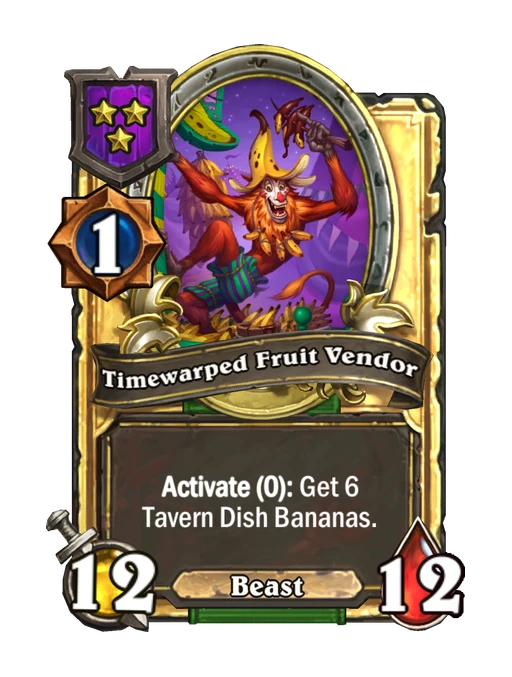 1
Timewarped Fruit Vendor
Activate (0): Get 6
Tavern Dish Bananas.
12
Beast
12